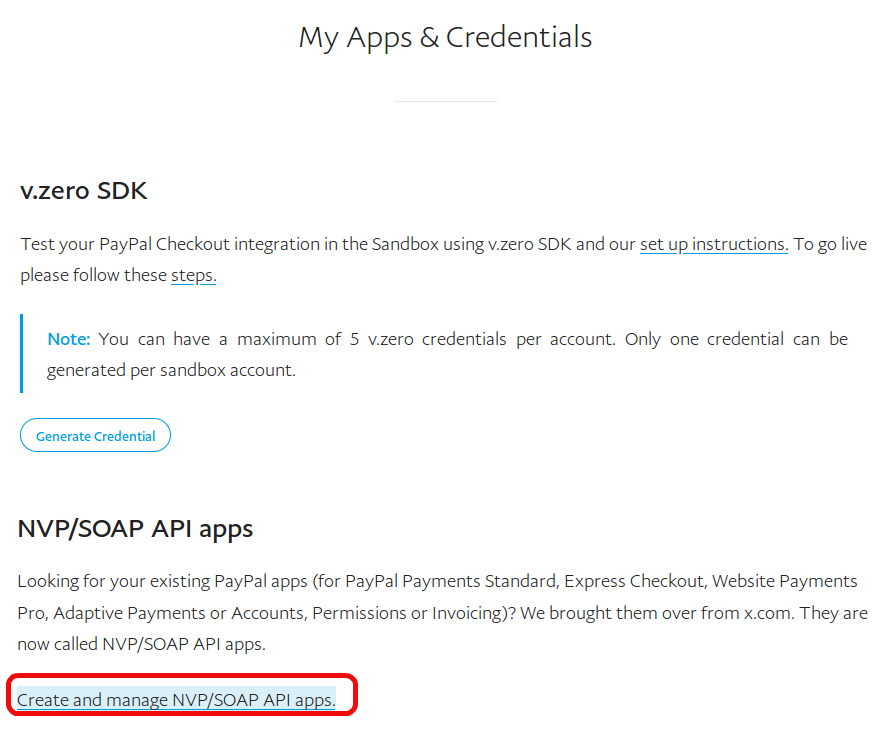 My Apps & Credentials
v.zero SDK
Test your PayPal Checkout integration in the Sandbox using v.zero SDK and our set up instructions. To go live
please follow these steps.
Note: You can have a maximum of 5 v.zero credentials per account. Only one credential can be
generated per sandbox account.
Generate Credential
NVP/SOAP API apps
Looking for your existing PayPal apps (for PayPal Payments Standard, Express Checkout, Website Payments
Pro, Adaptive Payments or Accounts, Permissions or Invoicing)? We brought them over from x.com. They are
now called NVP/SOAP API apps.
Create and manage NVP/SOAP API apps.